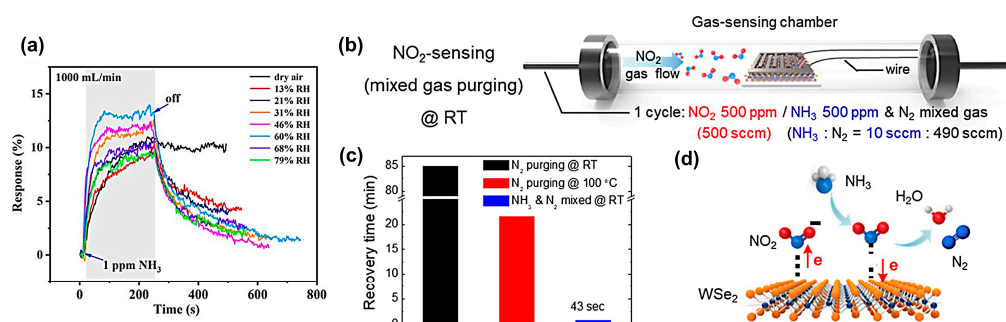 (a)
1000 mL/min
dry air
13% RH
21% RH
31% RH
46% RH
60% RH
68% RH
79% RH
off
1 ppm NH₃
Response (%)
15
10
5
0
0
200
400
600
800
Time (s)
(b)
NO₂-sensing
(mixed gas purging)
@ RT
Gas-sensing chamber
NO₂
gas flow
wire
1 cycle: NO₂ 500 ppm / NH₃ 500 ppm & N₂ mixed gas
(500 sccm) (NH₃ : N₂ = 10 sccm : 490 sccm)
(c)
Recovery time (min)
85
80
20
15
10
5
0
N₂ purging @ RT
N₂ purging @ 100 °C
NH₃ & N₂ mixed @ RT
43 sec
(d)
NH₃
H₂O
NO₂
e
e
N₂
WSe₂